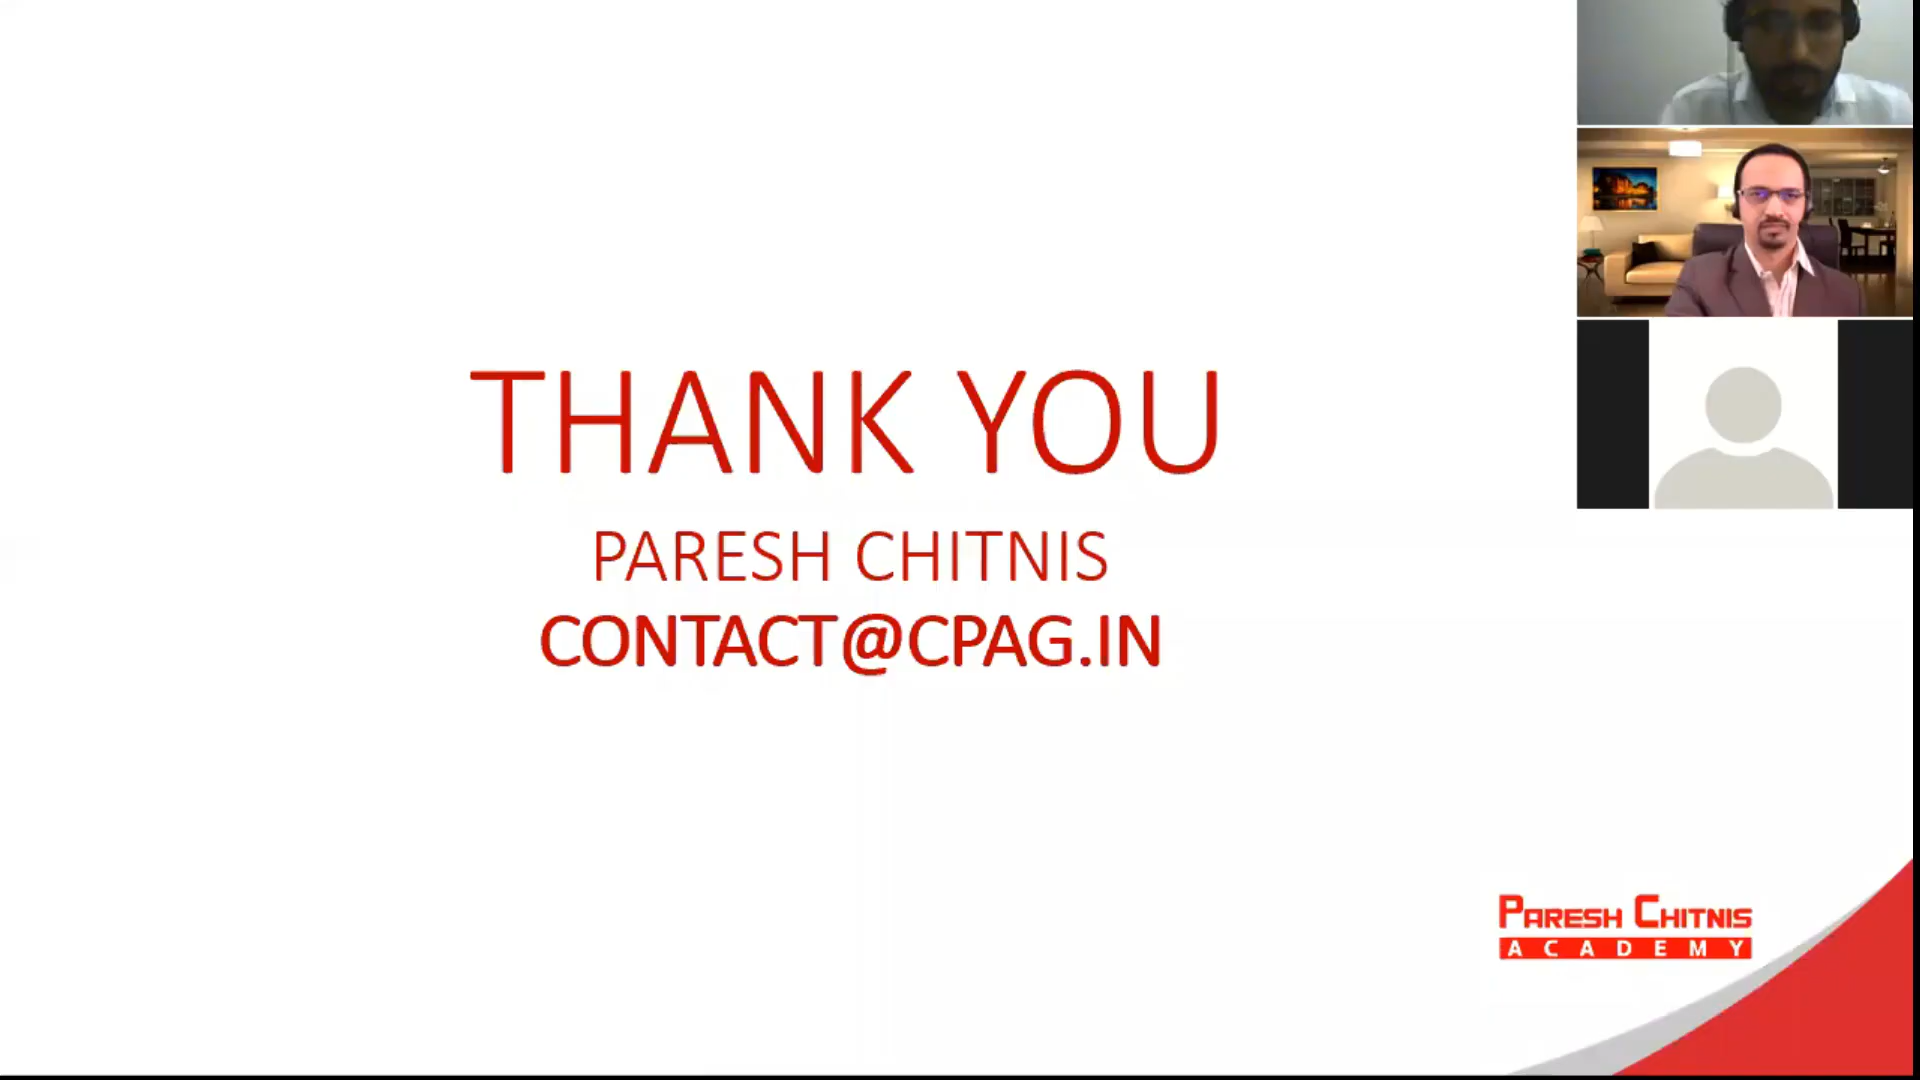 THANK YOU
PARESH CHITNIS
CONTACT@CPAG.IN
PARESH CHITNIS
ACADEMY